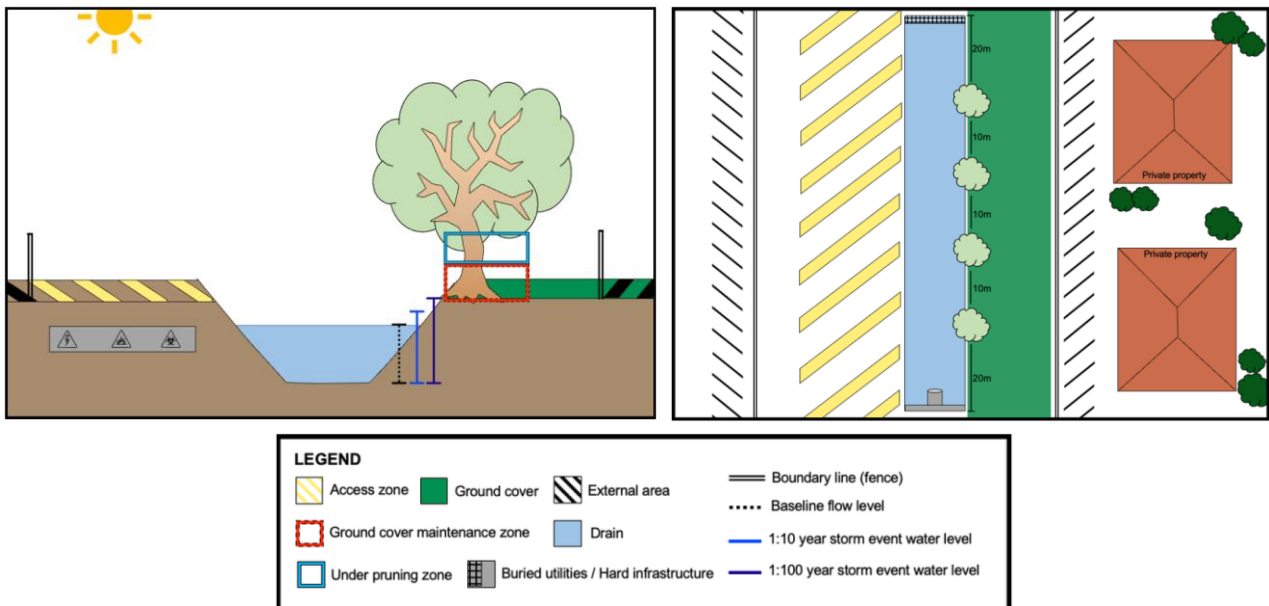 20m
10m
10m
10m
20m
Private property
Private property
LEGEND
Access zone
Ground cover
External area
Boundary line (fence)
Baseline flow level
Ground cover maintenance zone
Drain
1:10 year storm event water level
Under pruning zone
Buried utilities / Hard infrastructure
1:100 year storm event water level